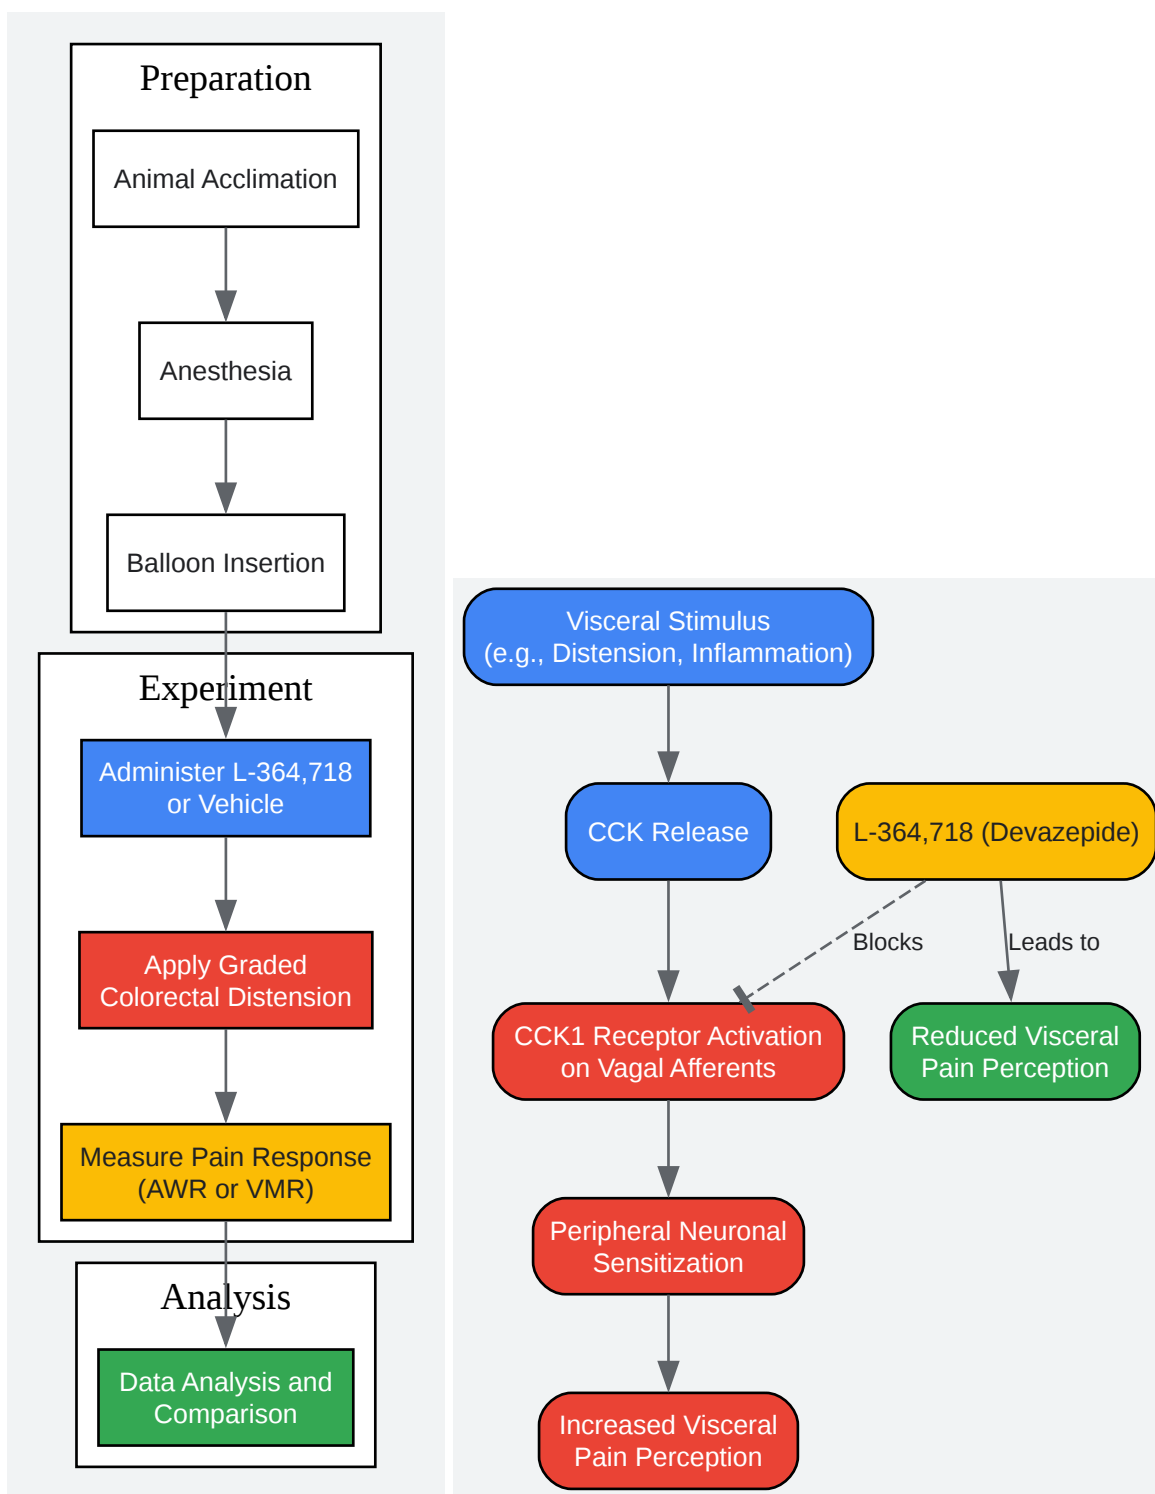 Preparation
Animal Acclimation
Anesthesia
Balloon Insertion
Experiment
Administer L-364,718
or Vehicle
Apply Graded
Colorectal Distension
Measure Pain Response
(AWR or VMR)
Analysis
Data Analysis and
Comparison
Visceral Stimulus
(e.g., Distension, Inflammation)
CCK Release
L-364,718 (Devazepide)
Blocks
Leads to
CCK1 Receptor Activation
on Vagal Afferents
Reduced Visceral
Pain Perception
Peripheral Neuronal
Sensitization
Increased Visceral
Pain Perception